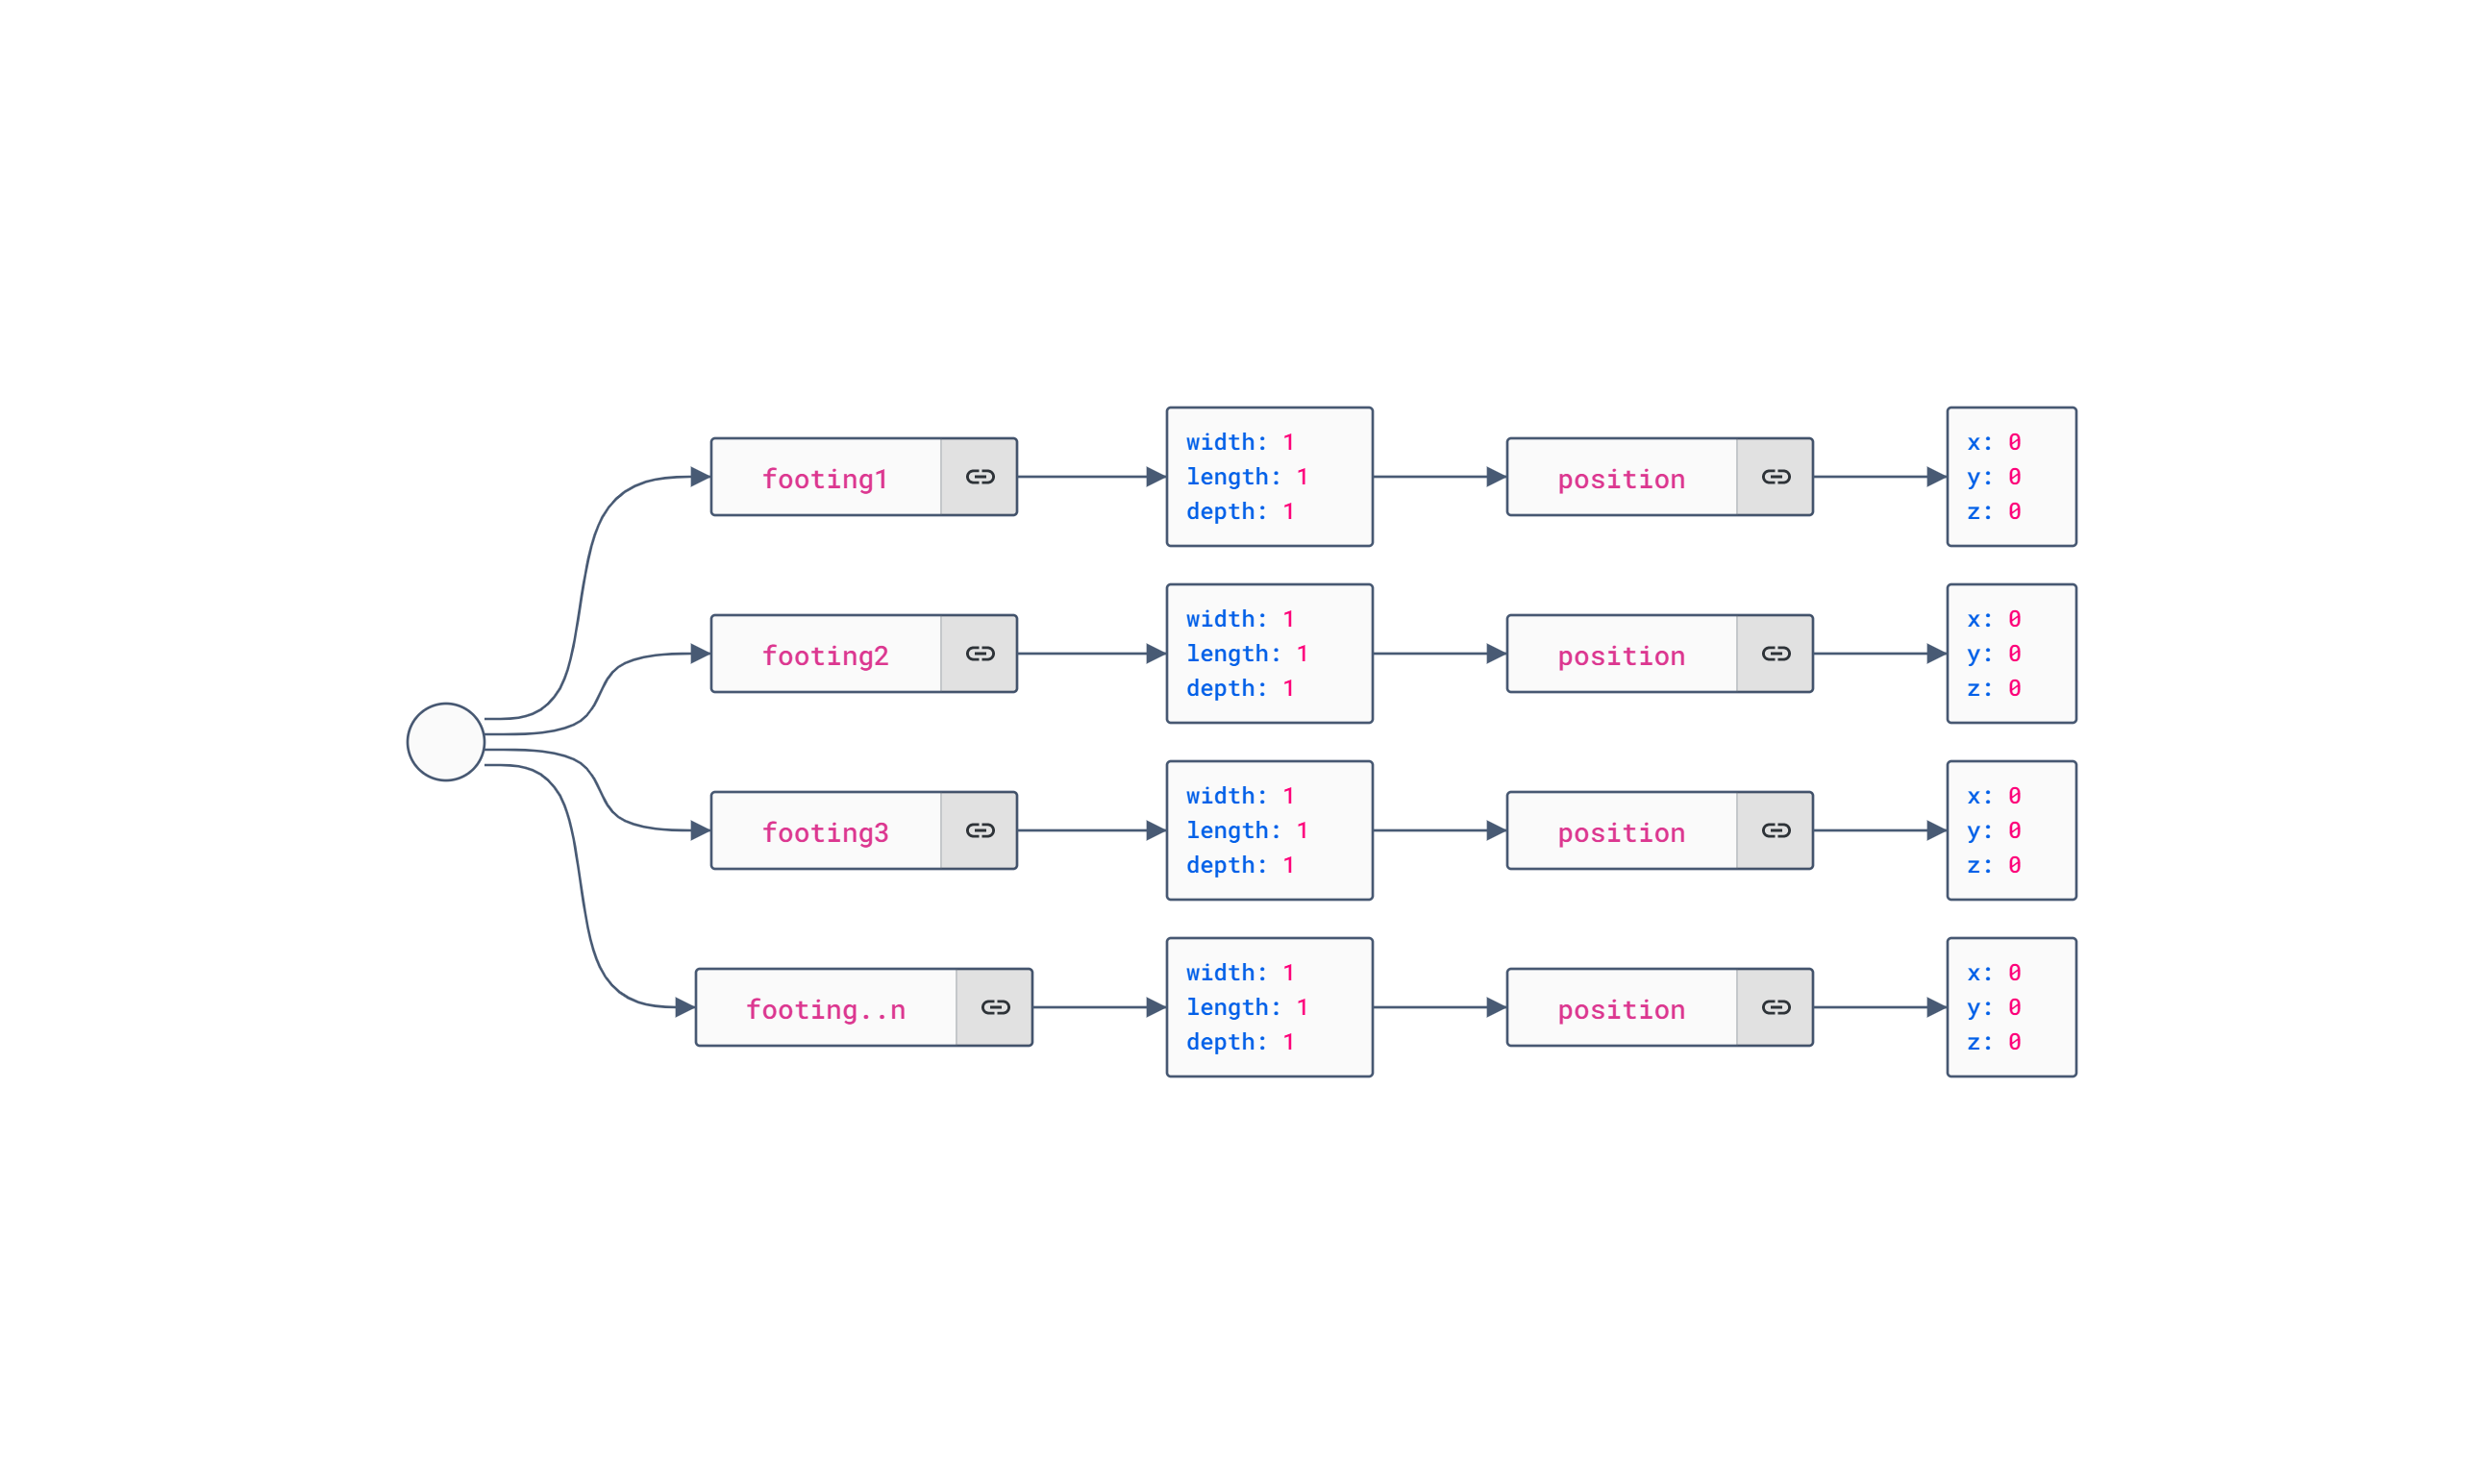 footing1
width: 1
length: 1
depth: 1
position
x: 0
y: 0
z: 0
footing2
width: 1
length: 1
depth: 1
position
x: 0
y: 0
z: 0
footing3
width: 1
length: 1
depth: 1
position
x: 0
y: 0
z: 0
footing..n
width: 1
length: 1
depth: 1
position
x: 0
y: 0
z: 0